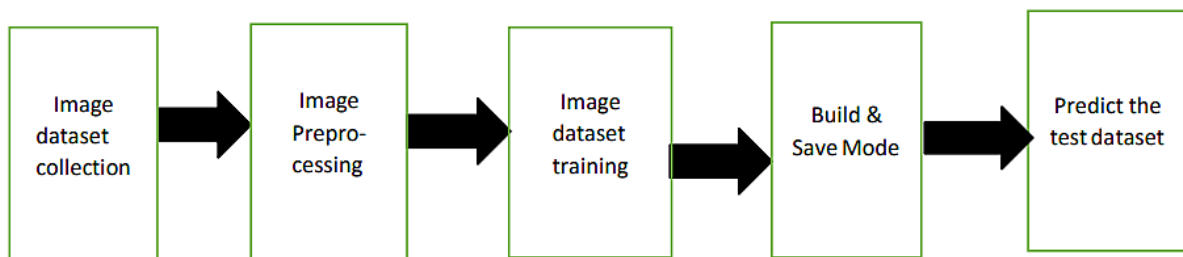 Image
dataset
collection
Image
Prepro-
cessing
Image
dataset
training
Build &
Save Mode
Predict the
test dataset